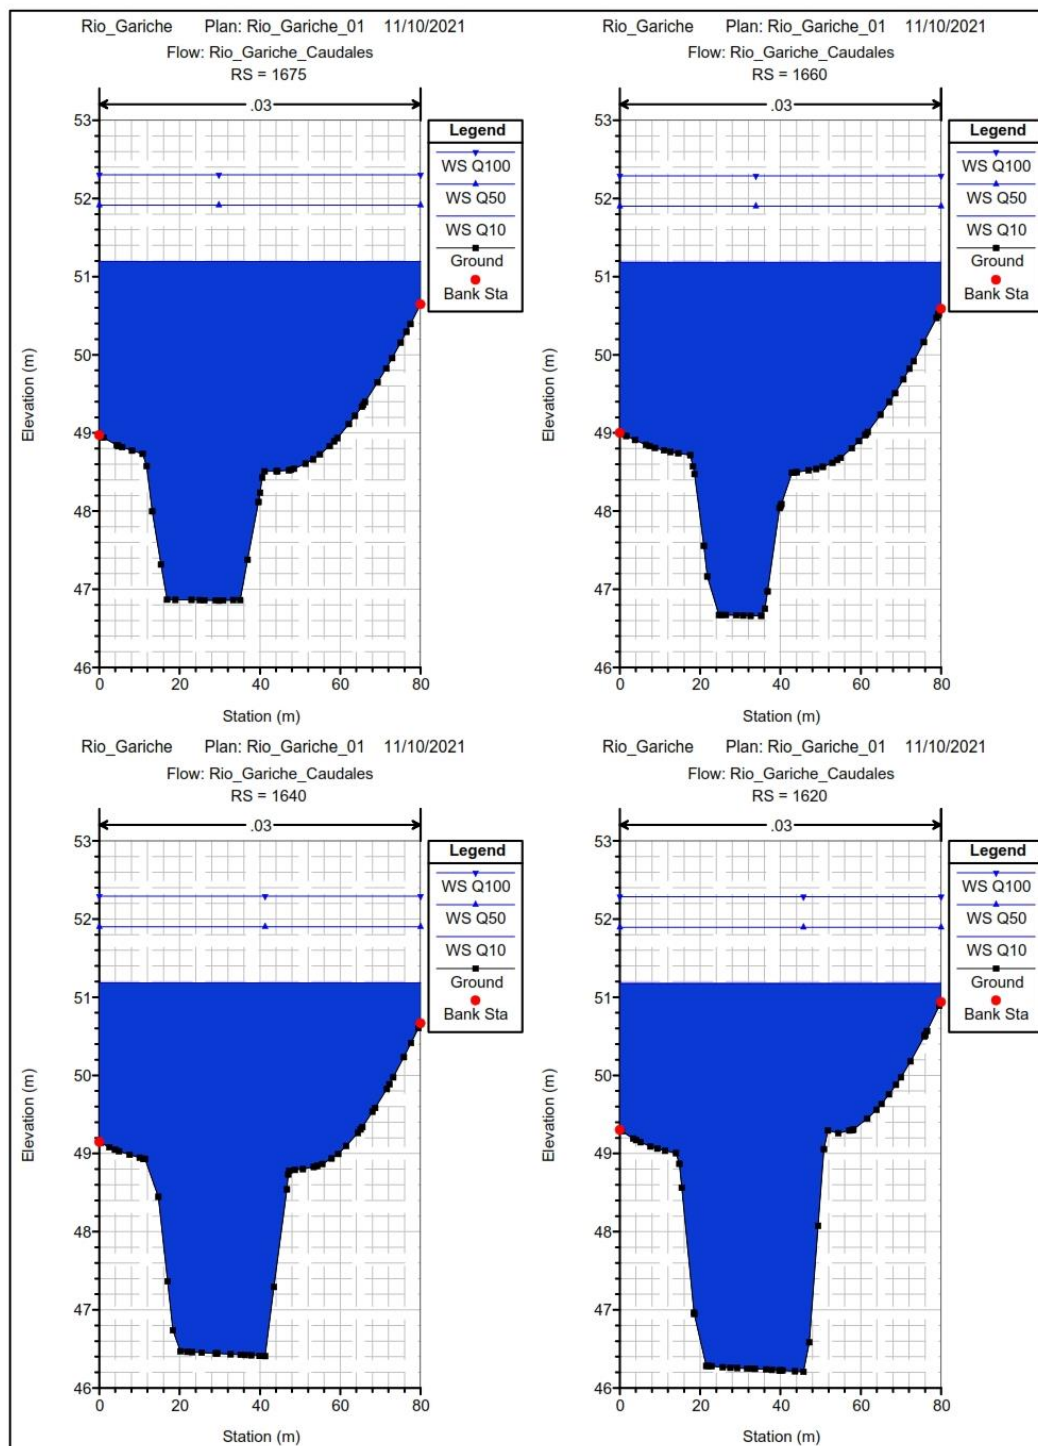 Rio_Gariche Plan: Rio_Gariche_01 11/10/2021
Flow: Rio_Gariche_Caudales
RS = 1675
.03
53
52
51
50
49
48
47
46
Elevation (m)
0 20 40 60 80
Station (m)
Legend
WS Q100
WS Q50
WS Q10
Ground
Bank Sta
Rio_Gariche Plan: Rio_Gariche_01 11/10/2021
Flow: Rio_Gariche_Caudales
RS = 1660
.03
53
52
51
50
49
48
47
46
Elevation (m)
0 20 40 60 80
Station (m)
Legend
WS Q100
WS Q50
WS Q10
Ground
Bank Sta
Rio_Gariche Plan: Rio_Gariche_01 11/10/2021
Flow: Rio_Gariche_Caudales
RS = 1640
.03
53
52
51
50
49
48
47
46
Elevation (m)
0 20 40 60 80
Station (m)
Legend
WS Q100
WS Q50
WS Q10
Ground
Bank Sta
Rio_Gariche Plan: Rio_Gariche_01 11/10/2021
Flow: Rio_Gariche_Caudales
RS = 1620
.03
53
52
51
50
49
48
47
46
Elevation (m)
0 20 40 60 80
Station (m)
Legend
WS Q100
WS Q50
WS Q10
Ground
Bank Sta